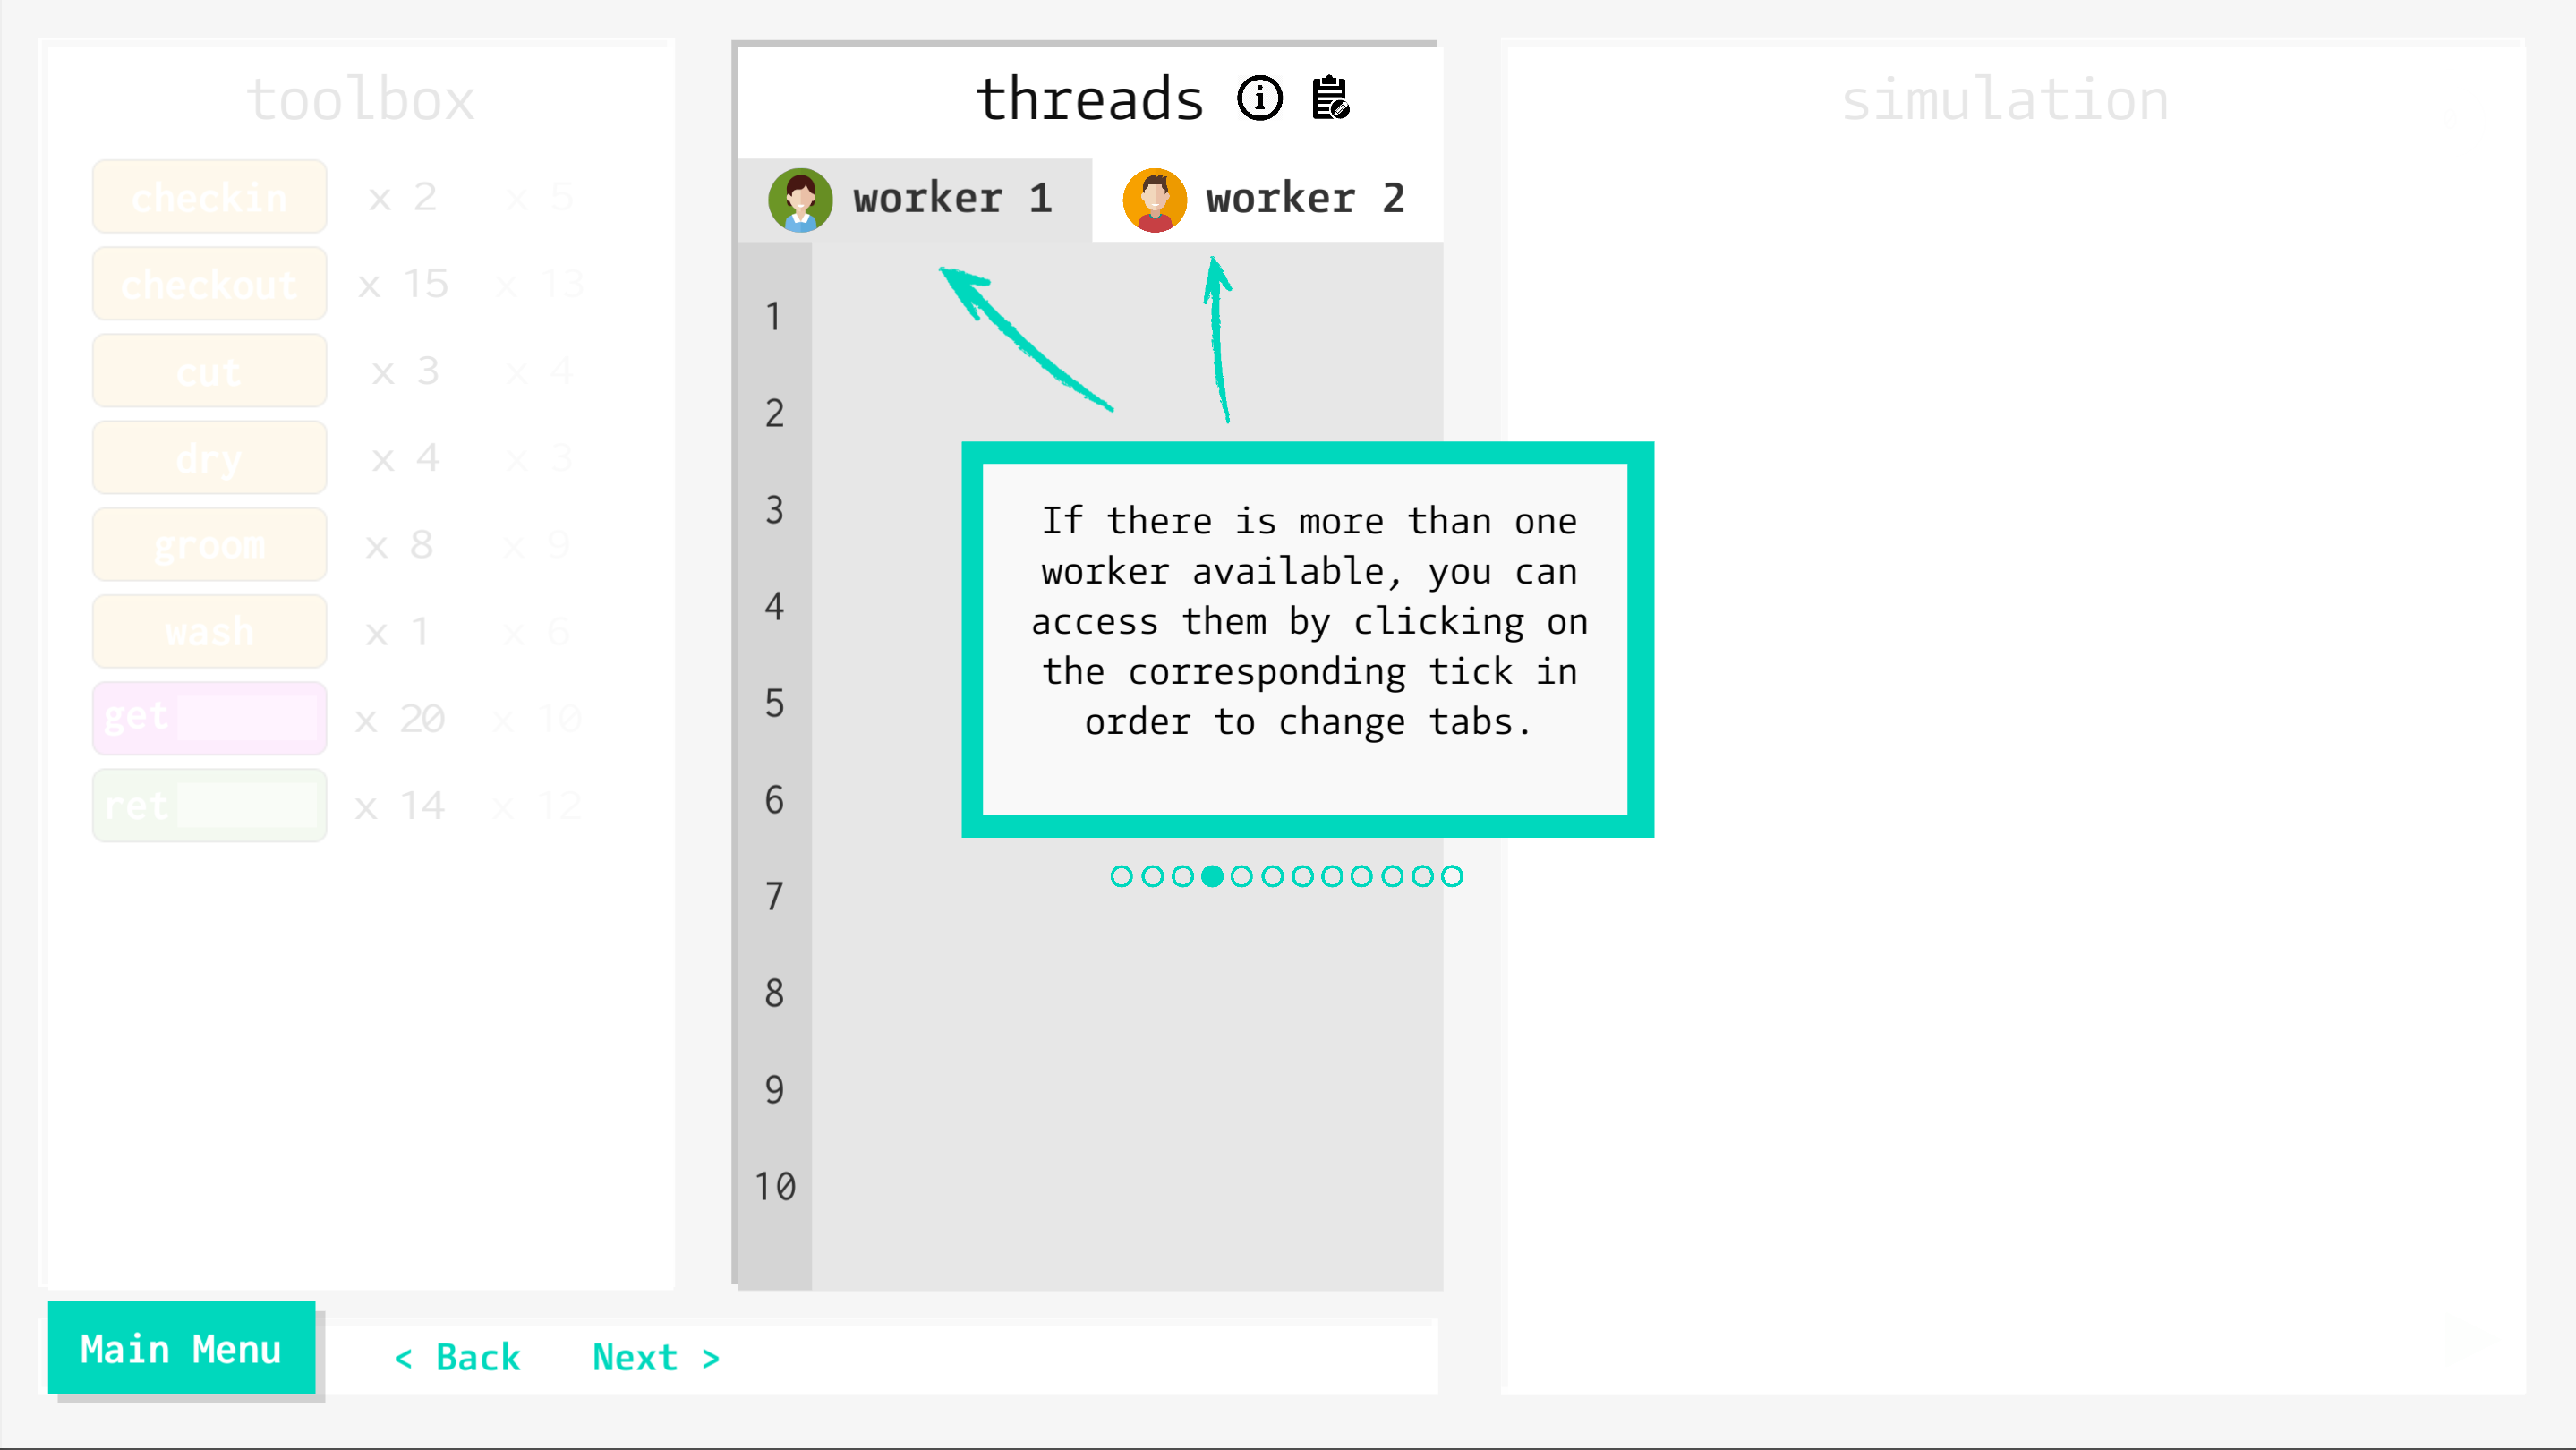 toolbox
checkin x 2 x 5
checkout x 15 x 13
cut x 3 x 4
dry x 4 x 3
groom x 8 x 9
wash x 1 x 6
get x 20 x 10
ret x 14 x 12
threads
worker 1 worker 2
1
2
3
4
5
6
7
8
9
10
If there is more than one
worker available, you can
access them by clicking on
the corresponding tick in
order to change tabs.
simulation
Main Menu < Back Next >